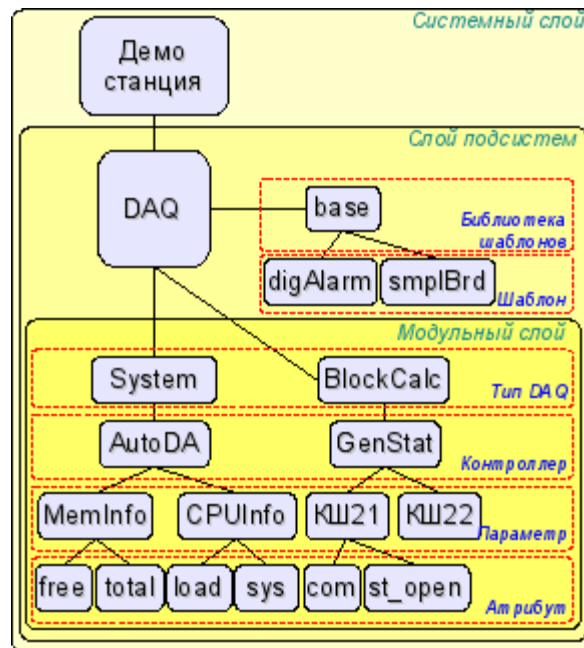 Системный слой
Демо
станция
Слой подсистем
DAQ
base
Библиотека
шаблонов
digAlarm
smplBrd
Шаблон
Модульный слой
System
BlockCalc
Тип DAQ
AutoDA
GenStat
Контроллер
MemInfo
CPUInfo
КШ21
КШ22
Параметр
free
total
load
sys
com
st_open
Атрибут